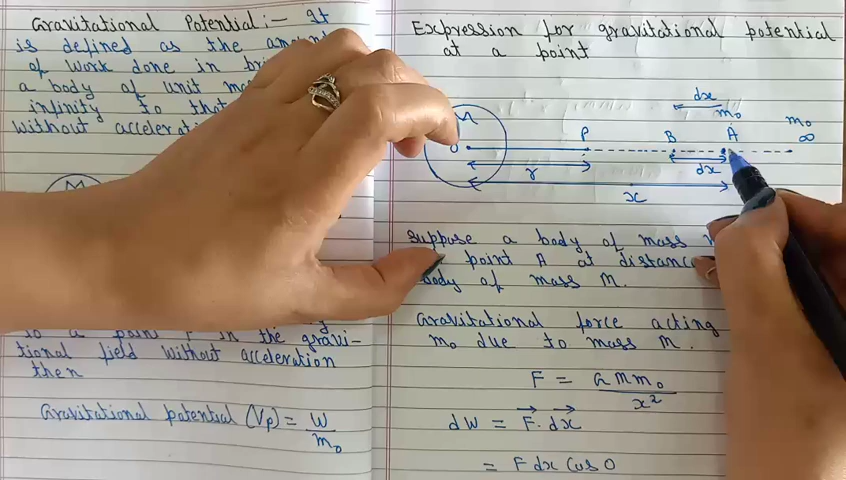 Gravitational Potential:- It
is defined as the
of work done in
a body of unit
infinity to that
without
to a point P in the gravi-
tional field without acceleration
then
Gravitational potential (Vp) = W
m₀
Expression for gravitational potential
at a point
dx
m₀
m₀
M
P
B
A
∞
O
r
dx
x
Suppose a body of mass
point A at distance
body of mass M.
Gravitational force acting
m₀ due to mass M.
F = GMm₀
x²
dW = F⃗ . dx⃗
= F dx Cos 0